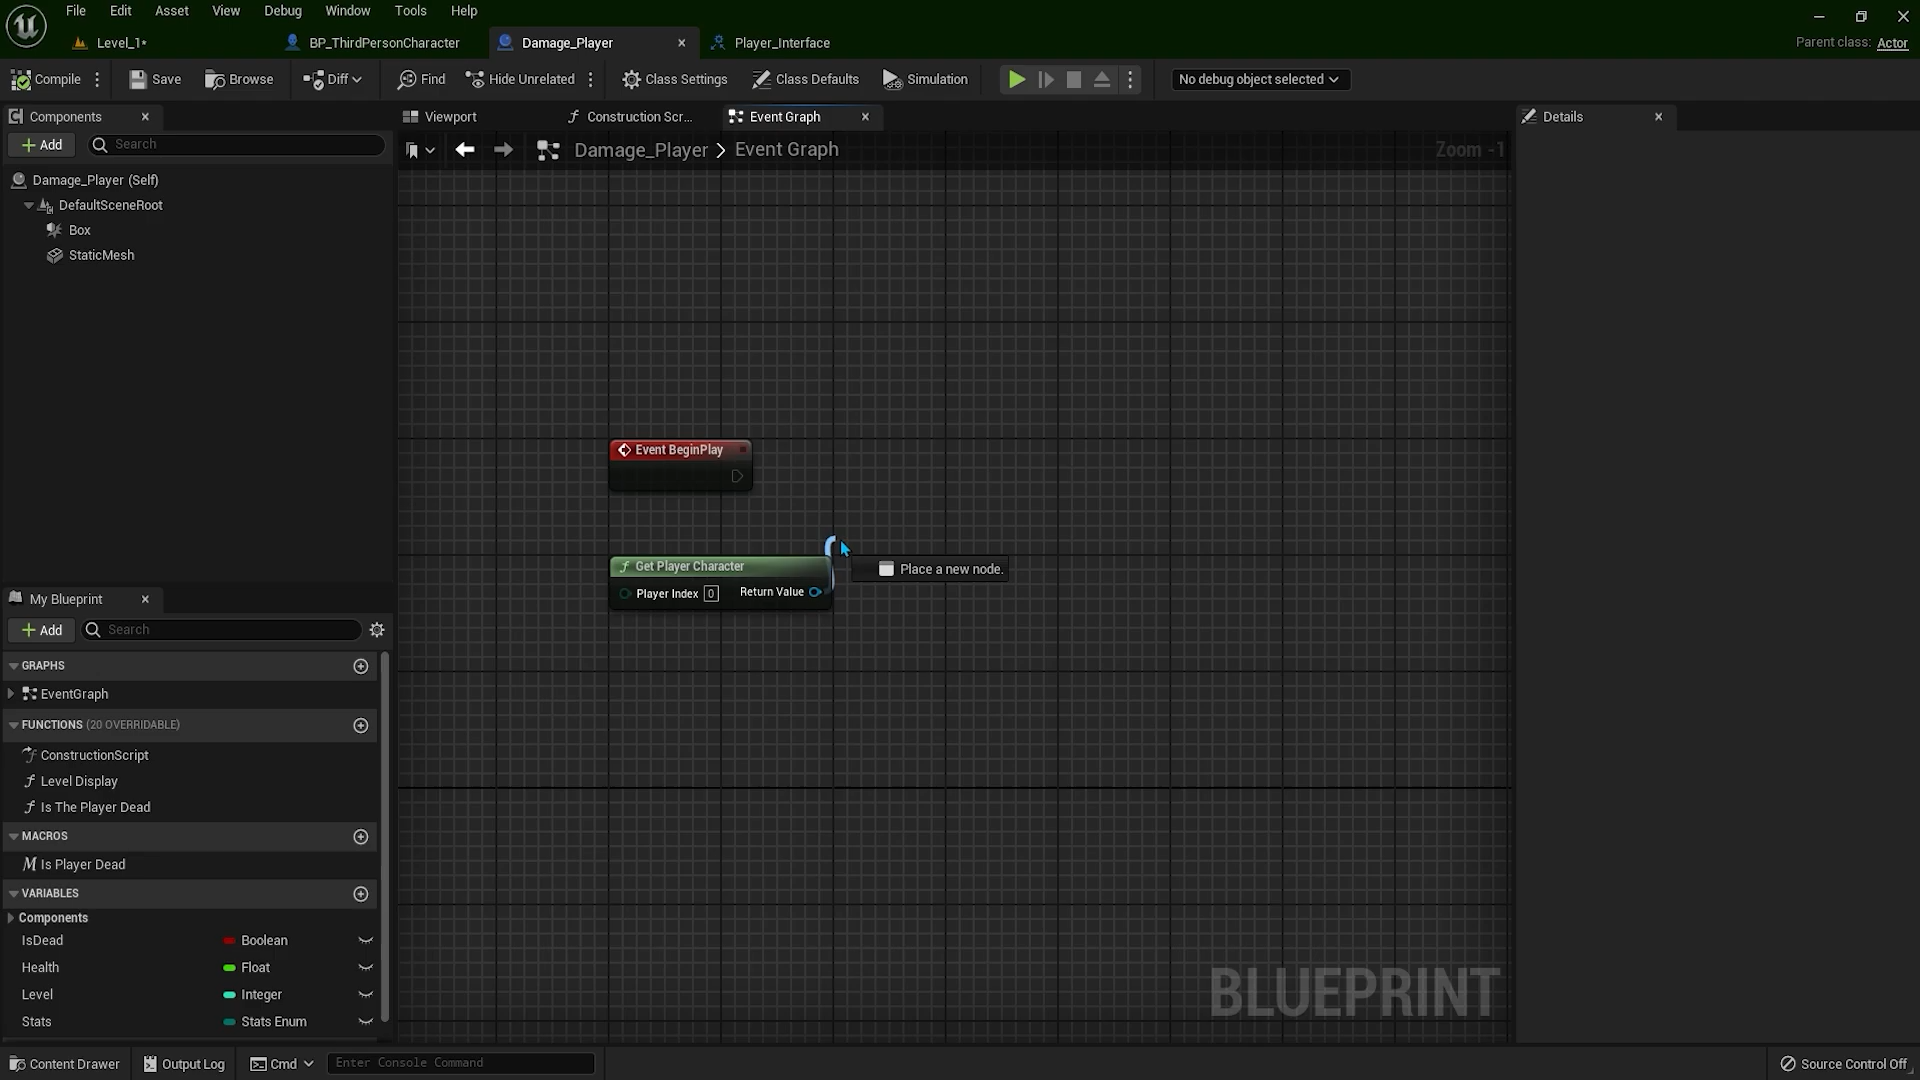 File Edit Asset View Debug Window Tools Help
Level_1* BP_ThirdPersonCharacter Damage_Player Player_Interface
Parent class: Actor
Compile Save Browse Diff Find Hide Unrelated Class Settings Class Defaults Simulation No debug object selected
Components Viewport Construction Scr... Event Graph Details
Add Search
Damage_Player > Event Graph
Zoom -1
Damage_Player (Self)
DefaultSceneRoot
Box
StaticMesh
Event BeginPlay
Get Player Character
Player Index 0 Return Value
Place a new node.
My Blueprint
Add Search
GRAPHS
EventGraph
FUNCTIONS (20 OVERRIDABLE)
ConstructionScript
Level Display
Is The Player Dead
MACROS
Is Player Dead
VARIABLES
Components
IsDead Boolean
Health Float
Level Integer
Stats Stats Enum
BLUEPRINT
Content Drawer Output Log Cmd Enter Console Command Source Control Off